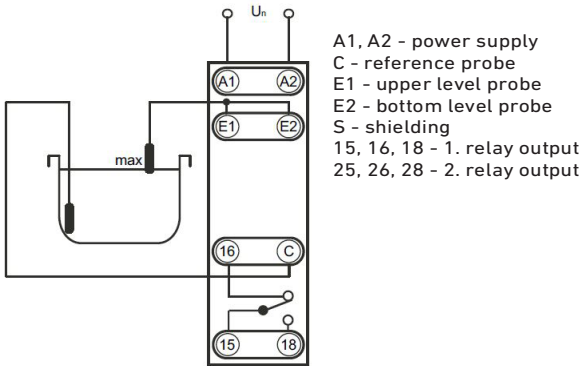 Un
A1 A2
E1 E2
max
16 C
15 18
A1, A2 - power supply
C - reference probe
E1 - upper level probe
E2 - bottom level probe
S - shielding
15, 16, 18 - 1. relay output
25, 26, 28 - 2. relay output